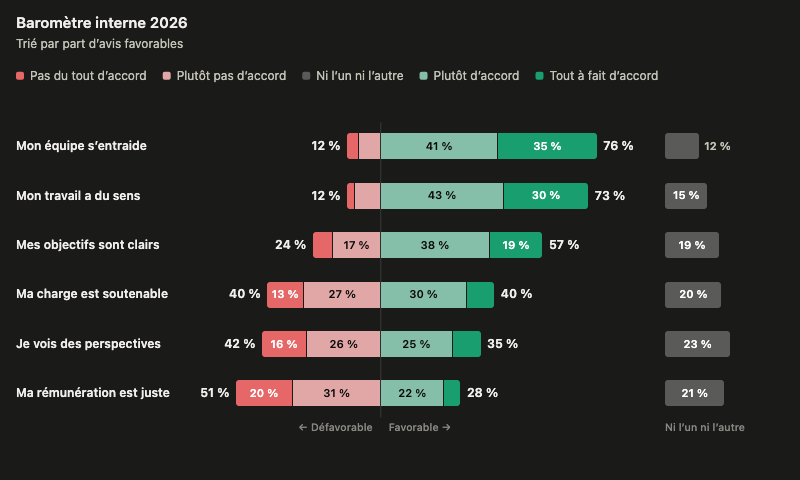 Baromètre interne 2026
Trié par part d’avis favorables
Pas du tout d’accord Plutôt pas d’accord Ni l’un ni l’autre Plutôt d’accord Tout à fait d’accord
Mon équipe s’entraide 12 % 41 % 35 % 76 % 12 %
Mon travail a du sens 12 % 43 % 30 % 73 % 15 %
Mes objectifs sont clairs 24 % 17 % 38 % 19 % 57 % 19 %
Ma charge est soutenable 40 % 13 % 27 % 30 % 40 % 20 %
Je vois des perspectives 42 % 16 % 26 % 25 % 35 % 23 %
Ma rémunération est juste 51 % 20 % 31 % 22 % 28 % 21 %
← Défavorable Favorable → Ni l’un ni l’autre